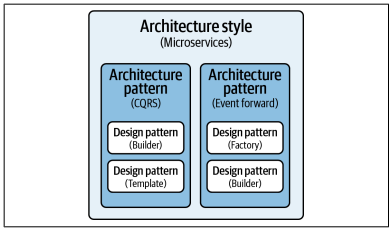 Architecture style
(Microservices)
Architecture
pattern
(CQRS)
Design pattern
(Builder)
Design pattern
(Template)
Architecture
pattern
(Event forward)
Design pattern
(Factory)
Design pattern
(Builder)